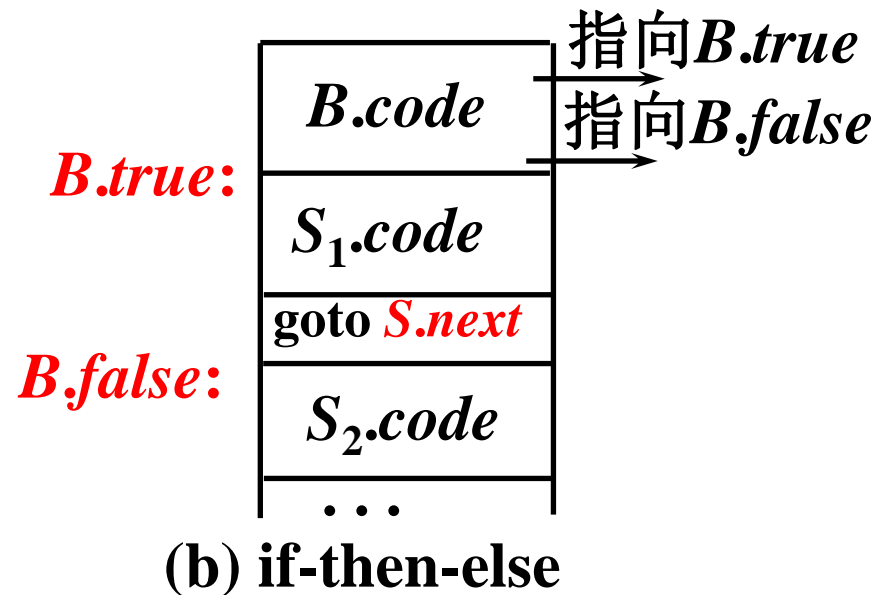 指向B.true
B.code
指向B.false
B.true:
S₁.code
goto S.next
B.false:
S₂.code
...
(b) if-then-else